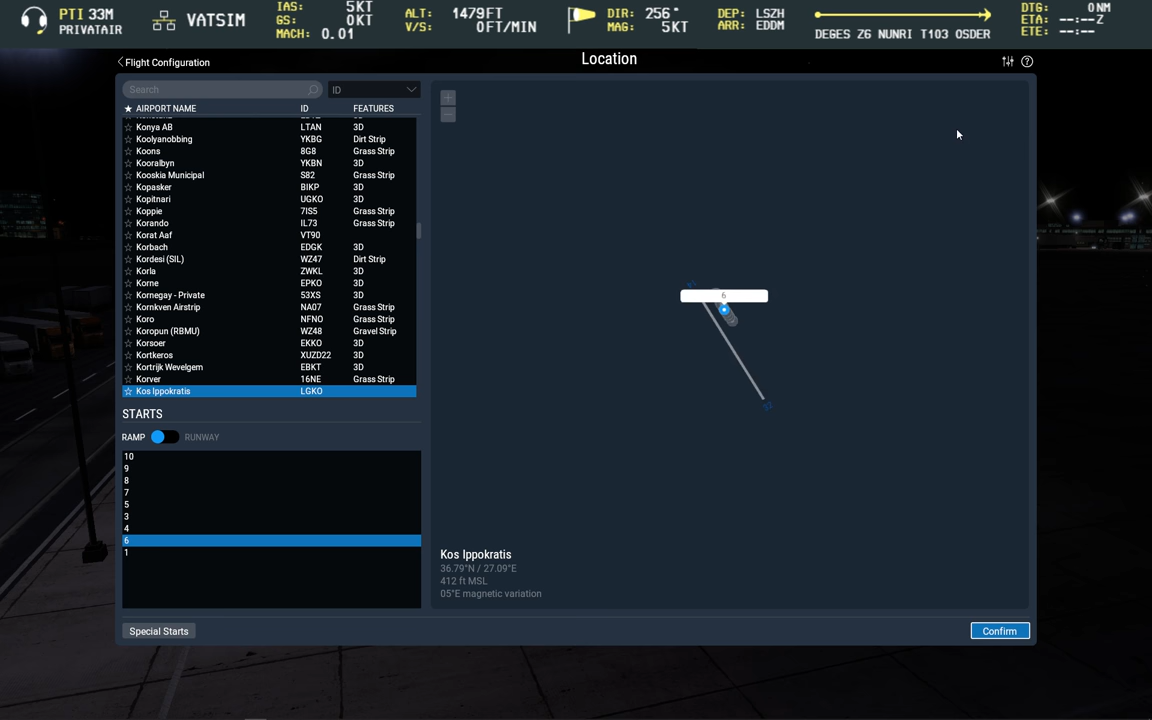 PTI 33M
PRIVATAIR
VATSIM
IAS: 5KT
GS: 0KT
MACH: 0.01
ALT: 1479FT
V/S: 0FT/MIN
DIR: 256°
MAG: 5KT
DEP: LSZH
ARR: EDDM
DEGES Z6 NUNRI T103 OSDER
DTG: 0NM
ETA: --:--Z
ETE: --:--
Flight Configuration
Location
Search
ID
AIRPORT NAME ID FEATURES
Konya AB LTAN 3D
Koolyanobbing YKBG Dirt Strip
Koons 8G8 Grass Strip
Kooralbyn YKBN 3D
Kooskia Municipal S82 Grass Strip
Kopasker BIKP 3D
Kopitnari UGKO 3D
Koppie 7IS5 Grass Strip
Korando IL73 Grass Strip
Korat Aaf VT90
Korbach EDGK 3D
Kordesi (SIL) WZ47 Dirt Strip
Korla ZWKL 3D
Korne EPKO 3D
Kornegay - Private 53XS 3D
Kornkven Airstrip NA07 Grass Strip
Koro NFNO Grass Strip
Koropun (RBMU) WZ48 Gravel Strip
Korsoer EKKO 3D
Kortkeros XUZD22 3D
Kortrijk Wevelgem EBKT 3D
Korver 16NE Grass Strip
Kos Ippokratis LGKO
STARTS
RAMP RUNWAY
10
9
8
7
5
3
4
6
1
6
32
Kos Ippokratis
36.79°N / 27.09°E
412 ft MSL
05°E magnetic variation
Special Starts
Confirm